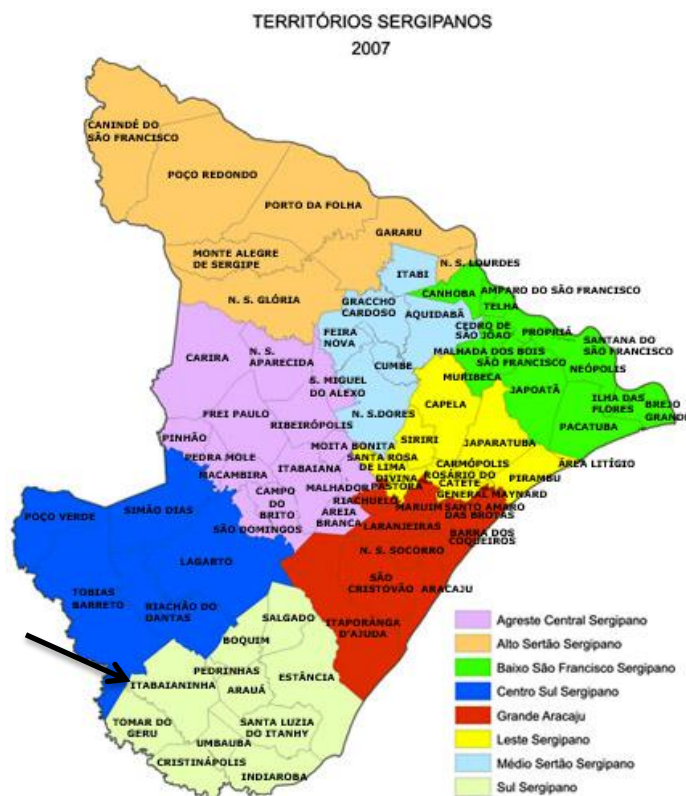 TERRITÓRIOS SERGIPANOS
2007
CANINDÉ DO
SÃO FRANCISCO
POÇO REDONDO
PORTO DA FOLHA
GARARU
MONTE ALEGRE
DE SERGIPE
N. S. LOURDES
ITABI
N. S. GLÓRIA
GRACCHO
CARDOSO
CANHOBA
AMPARO DO SÃO FRANCISCO
TELHA
AQUIDABÃ
FEIRA
NOVA
CEDRO DE
SÃO JOÃO
PROPRIÁ
SANTANA DO
SÃO FRANCISCO
CARIRA
N. S.
APARECIDA
CUMBE
MALHADA DOS BOIS
SÃO FRANCISCO
NEÓPOLIS
MURIBECA
S. MIGUEL
DO ALEXO
JAPOATÃ
ILHA DAS
FLORES
BREJO
GRANDE
CAPELA
FREI PAULO
N. S.DORES
RIBEIRÓPOLIS
PACATUBA
PINHÃO
MOITA BONITA
SIRIRI
JAPARATUBA
PEDRA MOLE
SANTA ROSA
DE LIMA
ÁREA LITÍGIO
MACAMBIRA
ITABAIANA
CARMÓPOLIS
DIVINA
PASTORA
ROSÁRIO DO
CATETE
PIRAMBU
MALHADOR
GENERAL MAYNARD
CAMPO
DO
BRITO
RIACHUELO
AREIA
BRANCA
MARUIM
SANTO AMARO
DAS BROTAS
POÇO VERDE
SIMÃO DIAS
SÃO DOMINGOS
LARANJEIRAS
BARRA DOS
COQUEIROS
N. S. SOCORRO
LAGARTO
SÃO
CRISTOVÃO
ARACAJU
TOBIAS
BARRETO
RIACHÃO DO
DANTAS
SALGADO
ITAPORANGA
D'AJUDA
BOQUIM
PEDRINHAS
ESTÂNCIA
ITABAIANINHA
ARAUÁ
TOMAR DO
GERU
SANTA LUZIA
DO ITANHY
UMBAUBA
CRISTINÁPOLIS
INDIAROBA
Agreste Central Sergipano
Alto Sertão Sergipano
Baixo São Francisco Sergipano
Centro Sul Sergipano
Grande Aracaju
Leste Sergipano
Médio Sertão Sergipano
Sul Sergipano